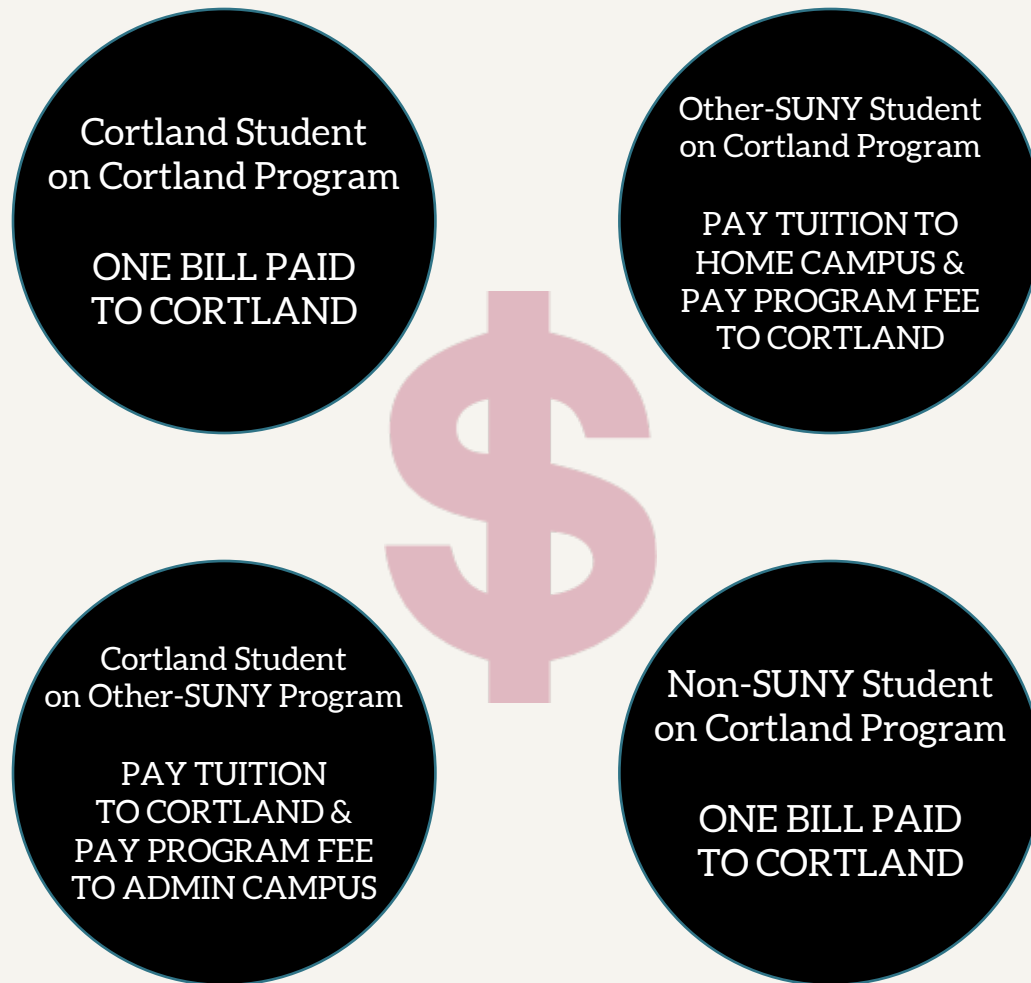 Cortland Student
on Cortland Program
ONE BILL PAID
TO CORTLAND
Other-SUNY Student
on Cortland Program
PAY TUITION TO
HOME CAMPUS &
PAY PROGRAM FEE
TO CORTLAND
$
Cortland Student
on Other-SUNY Program
PAY TUITION
TO CORTLAND &
PAY PROGRAM FEE
TO ADMIN CAMPUS
Non-SUNY Student
on Cortland Program
ONE BILL PAID
TO CORTLAND